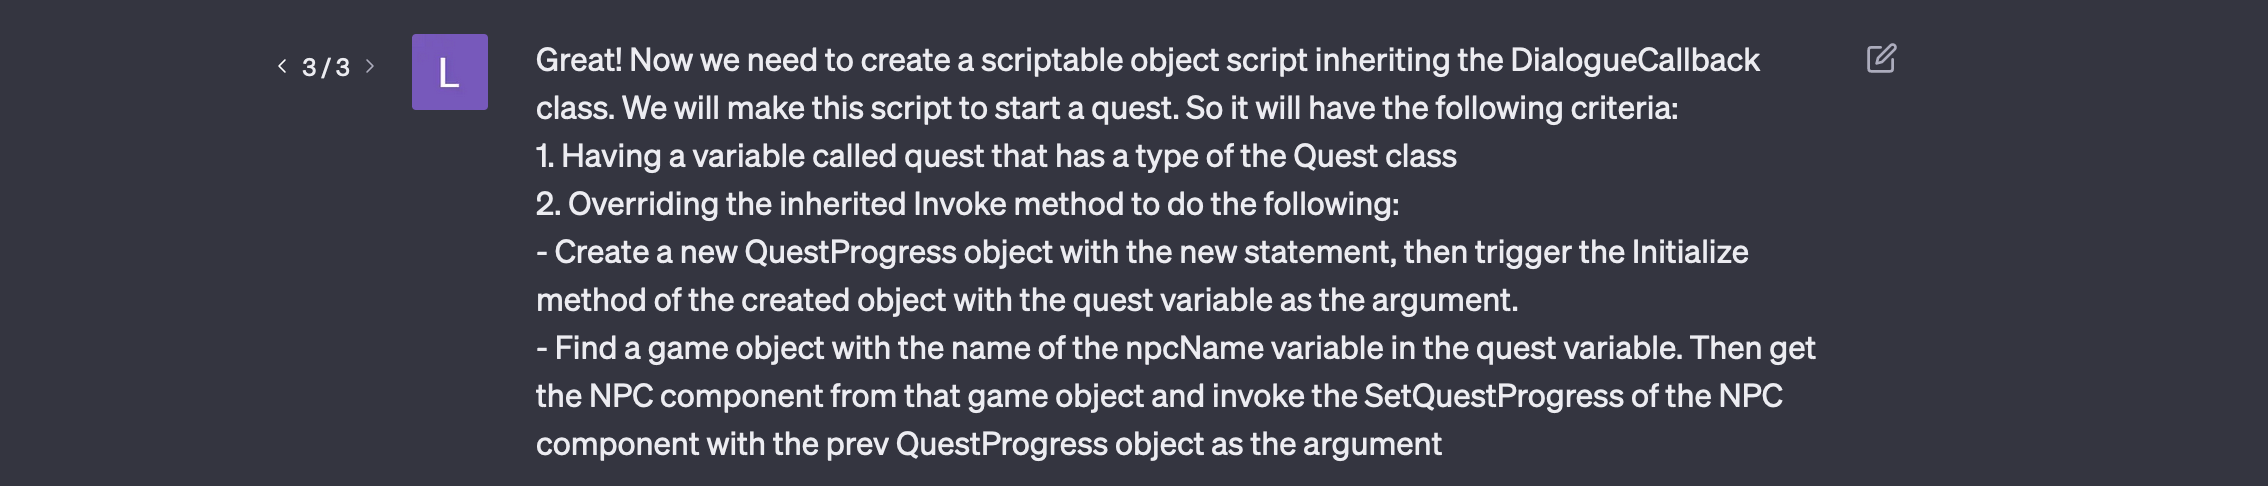 < 3 / 3 >
L
Great! Now we need to create a scriptable object script inheriting the DialogueCallback
class. We will make this script to start a quest. So it will have the following criteria:
1. Having a variable called quest that has a type of the Quest class
2. Overriding the inherited Invoke method to do the following:
- Create a new QuestProgress object with the new statement, then trigger the Initialize
method of the created object with the quest variable as the argument.
- Find a game object with the name of the npcName variable in the quest variable. Then get
the NPC component from that game object and invoke the SetQuestProgress of the NPC
component with the prev QuestProgress object as the argument